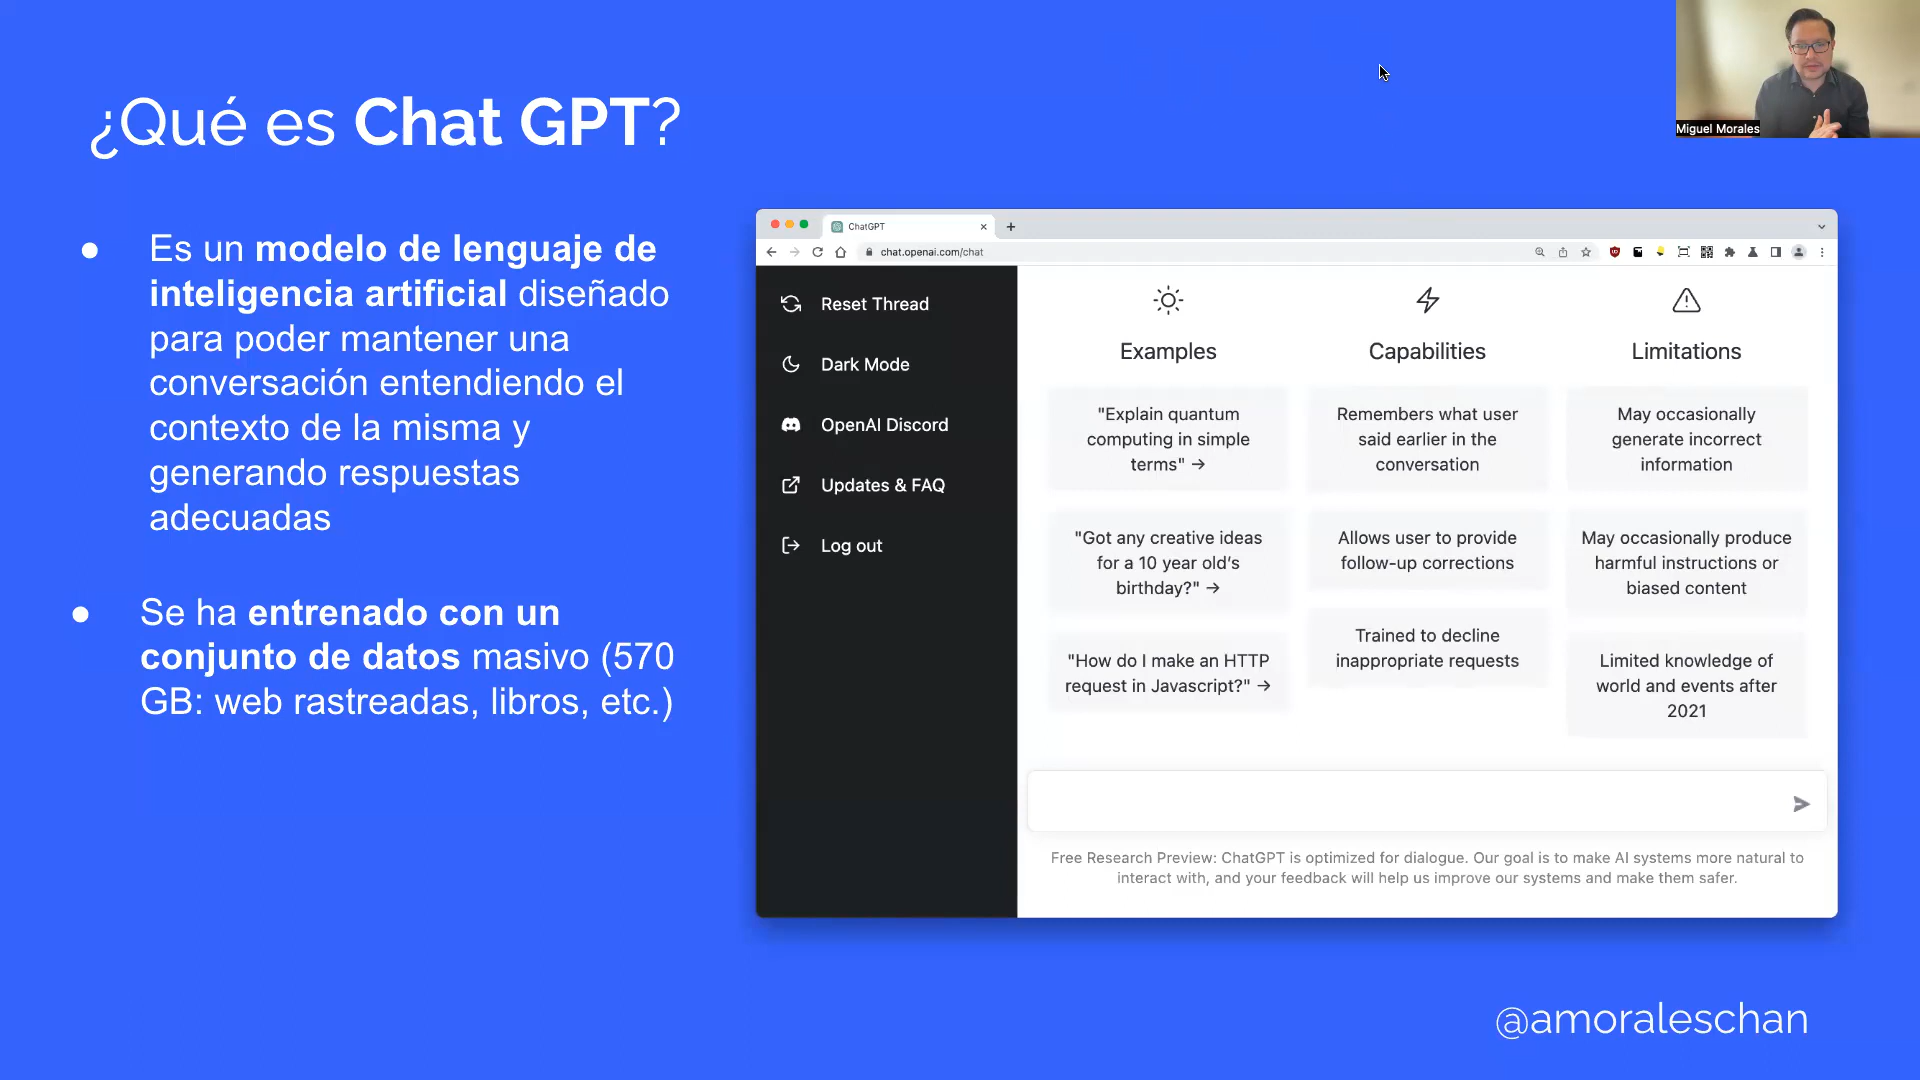 ¿Qué es Chat GPT?
Miguel Morales
● Es un modelo de lenguaje de
inteligencia artificial diseñado
para poder mantener una
conversación entendiendo el
contexto de la misma y
generando respuestas
adecuadas
● Se ha entrenado con un
conjunto de datos masivo (570
GB: web rastreadas, libros, etc.)
ChatGPT
chat.openai.com/chat
Reset Thread
Dark Mode
OpenAI Discord
Updates & FAQ
Log out
Examples
"Explain quantum
computing in simple
terms" →
"Got any creative ideas
for a 10 year old's
birthday?" →
"How do I make an HTTP
request in Javascript?" →
Capabilities
Remembers what user
said earlier in the
conversation
Allows user to provide
follow-up corrections
Trained to decline
inappropriate requests
Limitations
May occasionally
generate incorrect
information
May occasionally produce
harmful instructions or
biased content
Limited knowledge of
world and events after
2021
Free Research Preview: ChatGPT is optimized for dialogue. Our goal is to make AI systems more natural to
interact with, and your feedback will help us improve our systems and make them safer.
@amoraleschan